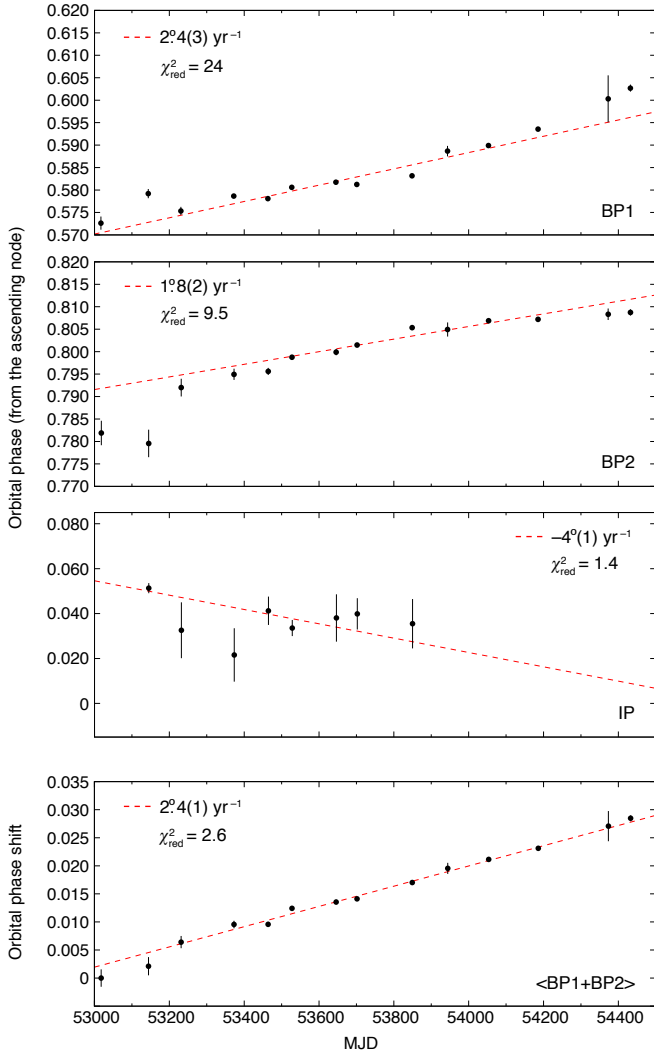 0.620
0.615
0.610
0.605
0.600
0.595
0.590
0.585
0.580
0.575
0.570
2°.4(3) yr⁻¹
χ²red = 24
BP1
0.820
0.815
0.810
0.805
0.800
0.795
0.790
0.785
0.780
0.775
0.770
1°.8(2) yr⁻¹
χ²red = 9.5
BP2
Orbital phase (from the ascending node)
0.080
0.060
0.040
0.020
0
−4°(1) yr⁻¹
χ²red = 1.4
IP
0.035
0.030
0.025
0.020
0.015
0.010
0.005
0
2°.4(1) yr⁻¹
χ²red = 2.6
<BP1+BP2>
Orbital phase shift
53000 53200 53400 53600 53800 54000 54200 54400
MJD